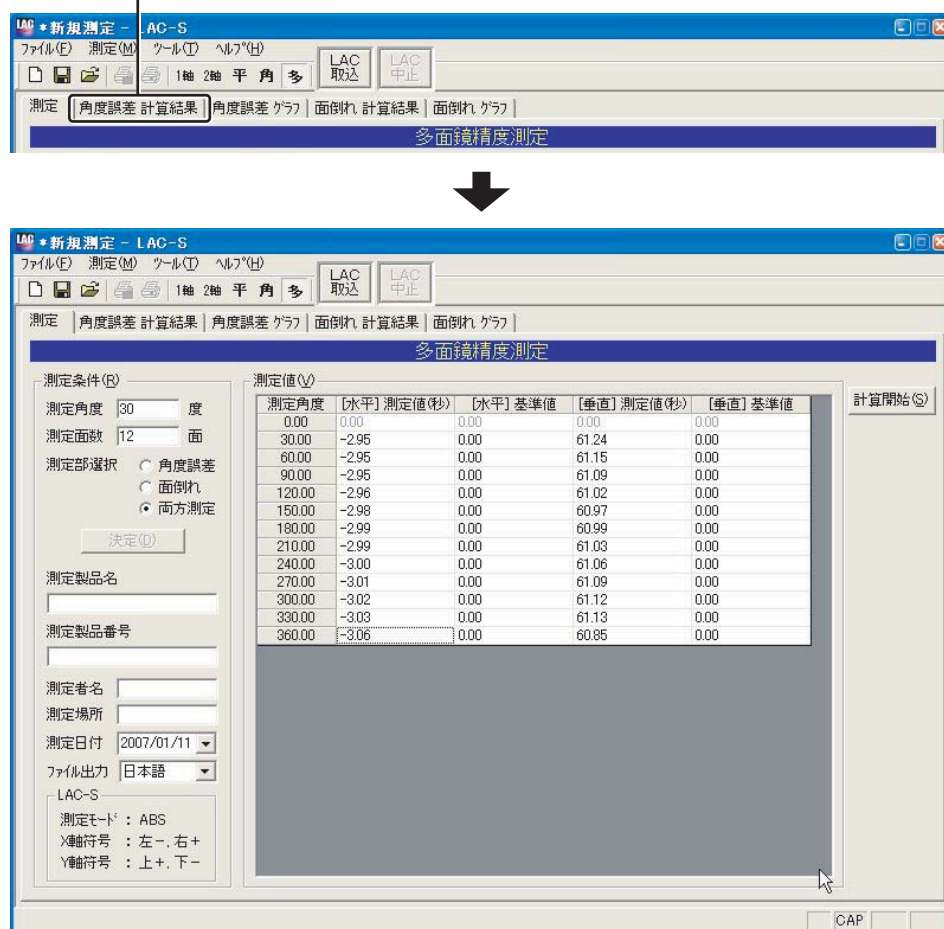 LAC *新規測定 - LAC-S
ファイル(F) 測定(M) ツール(T) ヘルプ(H)
1軸 2軸 平 角 多 LAC取込 LAC中止
測定 角度誤差 計算結果 角度誤差 グラフ 面倒れ 計算結果 面倒れ グラフ
多面鏡精度測定
LAC *新規測定 - LAC-S
ファイル(F) 測定(M) ツール(T) ヘルプ(H)
1軸 2軸 平 角 多 LAC取込 LAC中止
測定 角度誤差 計算結果 角度誤差 グラフ 面倒れ 計算結果 面倒れ グラフ
多面鏡精度測定
測定条件(R)
測定角度 30 度
測定面数 12 面
測定部選択 角度誤差
面倒れ
両方測定
決定(D)
測定製品名
測定製品番号
測定者名
測定場所
測定日付 2007/01/11
ファイル出力 日本語
LAC-S
測定モード : ABS
X軸符号 : 左-, 右+
Y軸符号 : 上+, 下-
測定値(V)
測定角度 [水平] 測定値(秒) [水平] 基準値 [垂直] 測定値(秒) [垂直] 基準値
0.00 0.00 0.00 0.00 0.00
30.00 -2.95 0.00 61.24 0.00
60.00 -2.95 0.00 61.15 0.00
90.00 -2.95 0.00 61.09 0.00
120.00 -2.96 0.00 61.02 0.00
150.00 -2.98 0.00 60.97 0.00
180.00 -2.99 0.00 60.99 0.00
210.00 -2.99 0.00 61.03 0.00
240.00 -3.00 0.00 61.06 0.00
270.00 -3.01 0.00 61.09 0.00
300.00 -3.02 0.00 61.12 0.00
330.00 -3.03 0.00 61.13 0.00
360.00 -3.06 0.00 60.85 0.00
計算開始(S)
CAP